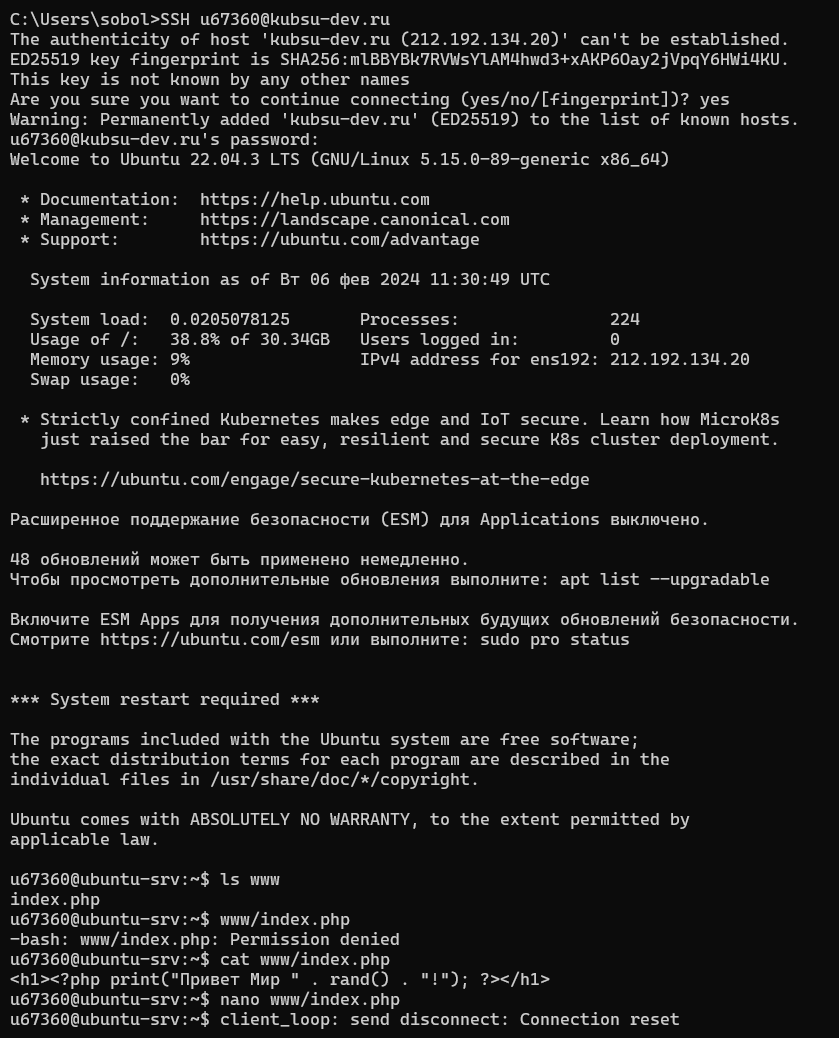 C:\Users\sobol>SSH u67360@kubsu-dev.ru
The authenticity of host 'kubsu-dev.ru (212.192.134.20)' can't be established.
ED25519 key fingerprint is SHA256:mlBBYBk7RVWsYlAM4hwd3+xAKP6Oay2jVpqY6HWi4KU.
This key is not known by any other names
Are you sure you want to continue connecting (yes/no/[fingerprint])? yes
Warning: Permanently added 'kubsu-dev.ru' (ED25519) to the list of known hosts.
u67360@kubsu-dev.ru's password:
Welcome to Ubuntu 22.04.3 LTS (GNU/Linux 5.15.0-89-generic x86_64)
* Documentation:  https://help.ubuntu.com
* Management:     https://landscape.canonical.com
* Support:        https://ubuntu.com/advantage
System information as of Вт 06 фев 2024 11:30:49 UTC
System load:  0.0205078125       Processes:               224
Usage of /:   38.8% of 30.34GB   Users logged in:         0
Memory usage: 9%                 IPv4 address for ens192: 212.192.134.20
Swap usage:   0%
* Strictly confined Kubernetes makes edge and IoT secure. Learn how MicroK8s
just raised the bar for easy, resilient and secure K8s cluster deployment.
https://ubuntu.com/engage/secure-kubernetes-at-the-edge
Расширенное поддержание безопасности (ESM) для Applications выключено.
48 обновлений может быть применено немедленно.
Чтобы просмотреть дополнительные обновления выполните: apt list --upgradable
Включите ESM Apps для получения дополнительных будущих обновлений безопасности.
Смотрите https://ubuntu.com/esm или выполните: sudo pro status
*** System restart required ***
The programs included with the Ubuntu system are free software;
the exact distribution terms for each program are described in the
individual files in /usr/share/doc/*/copyright.
Ubuntu comes with ABSOLUTELY NO WARRANTY, to the extent permitted by
applicable law.
u67360@ubuntu-srv:~$ ls www
index.php
u67360@ubuntu-srv:~$ www/index.php
-bash: www/index.php: Permission denied
u67360@ubuntu-srv:~$ cat www/index.php
<h1><?php print("Привет Мир " . rand() . "!"); ?></h1>
u67360@ubuntu-srv:~$ nano www/index.php
u67360@ubuntu-srv:~$ client_loop: send disconnect: Connection reset